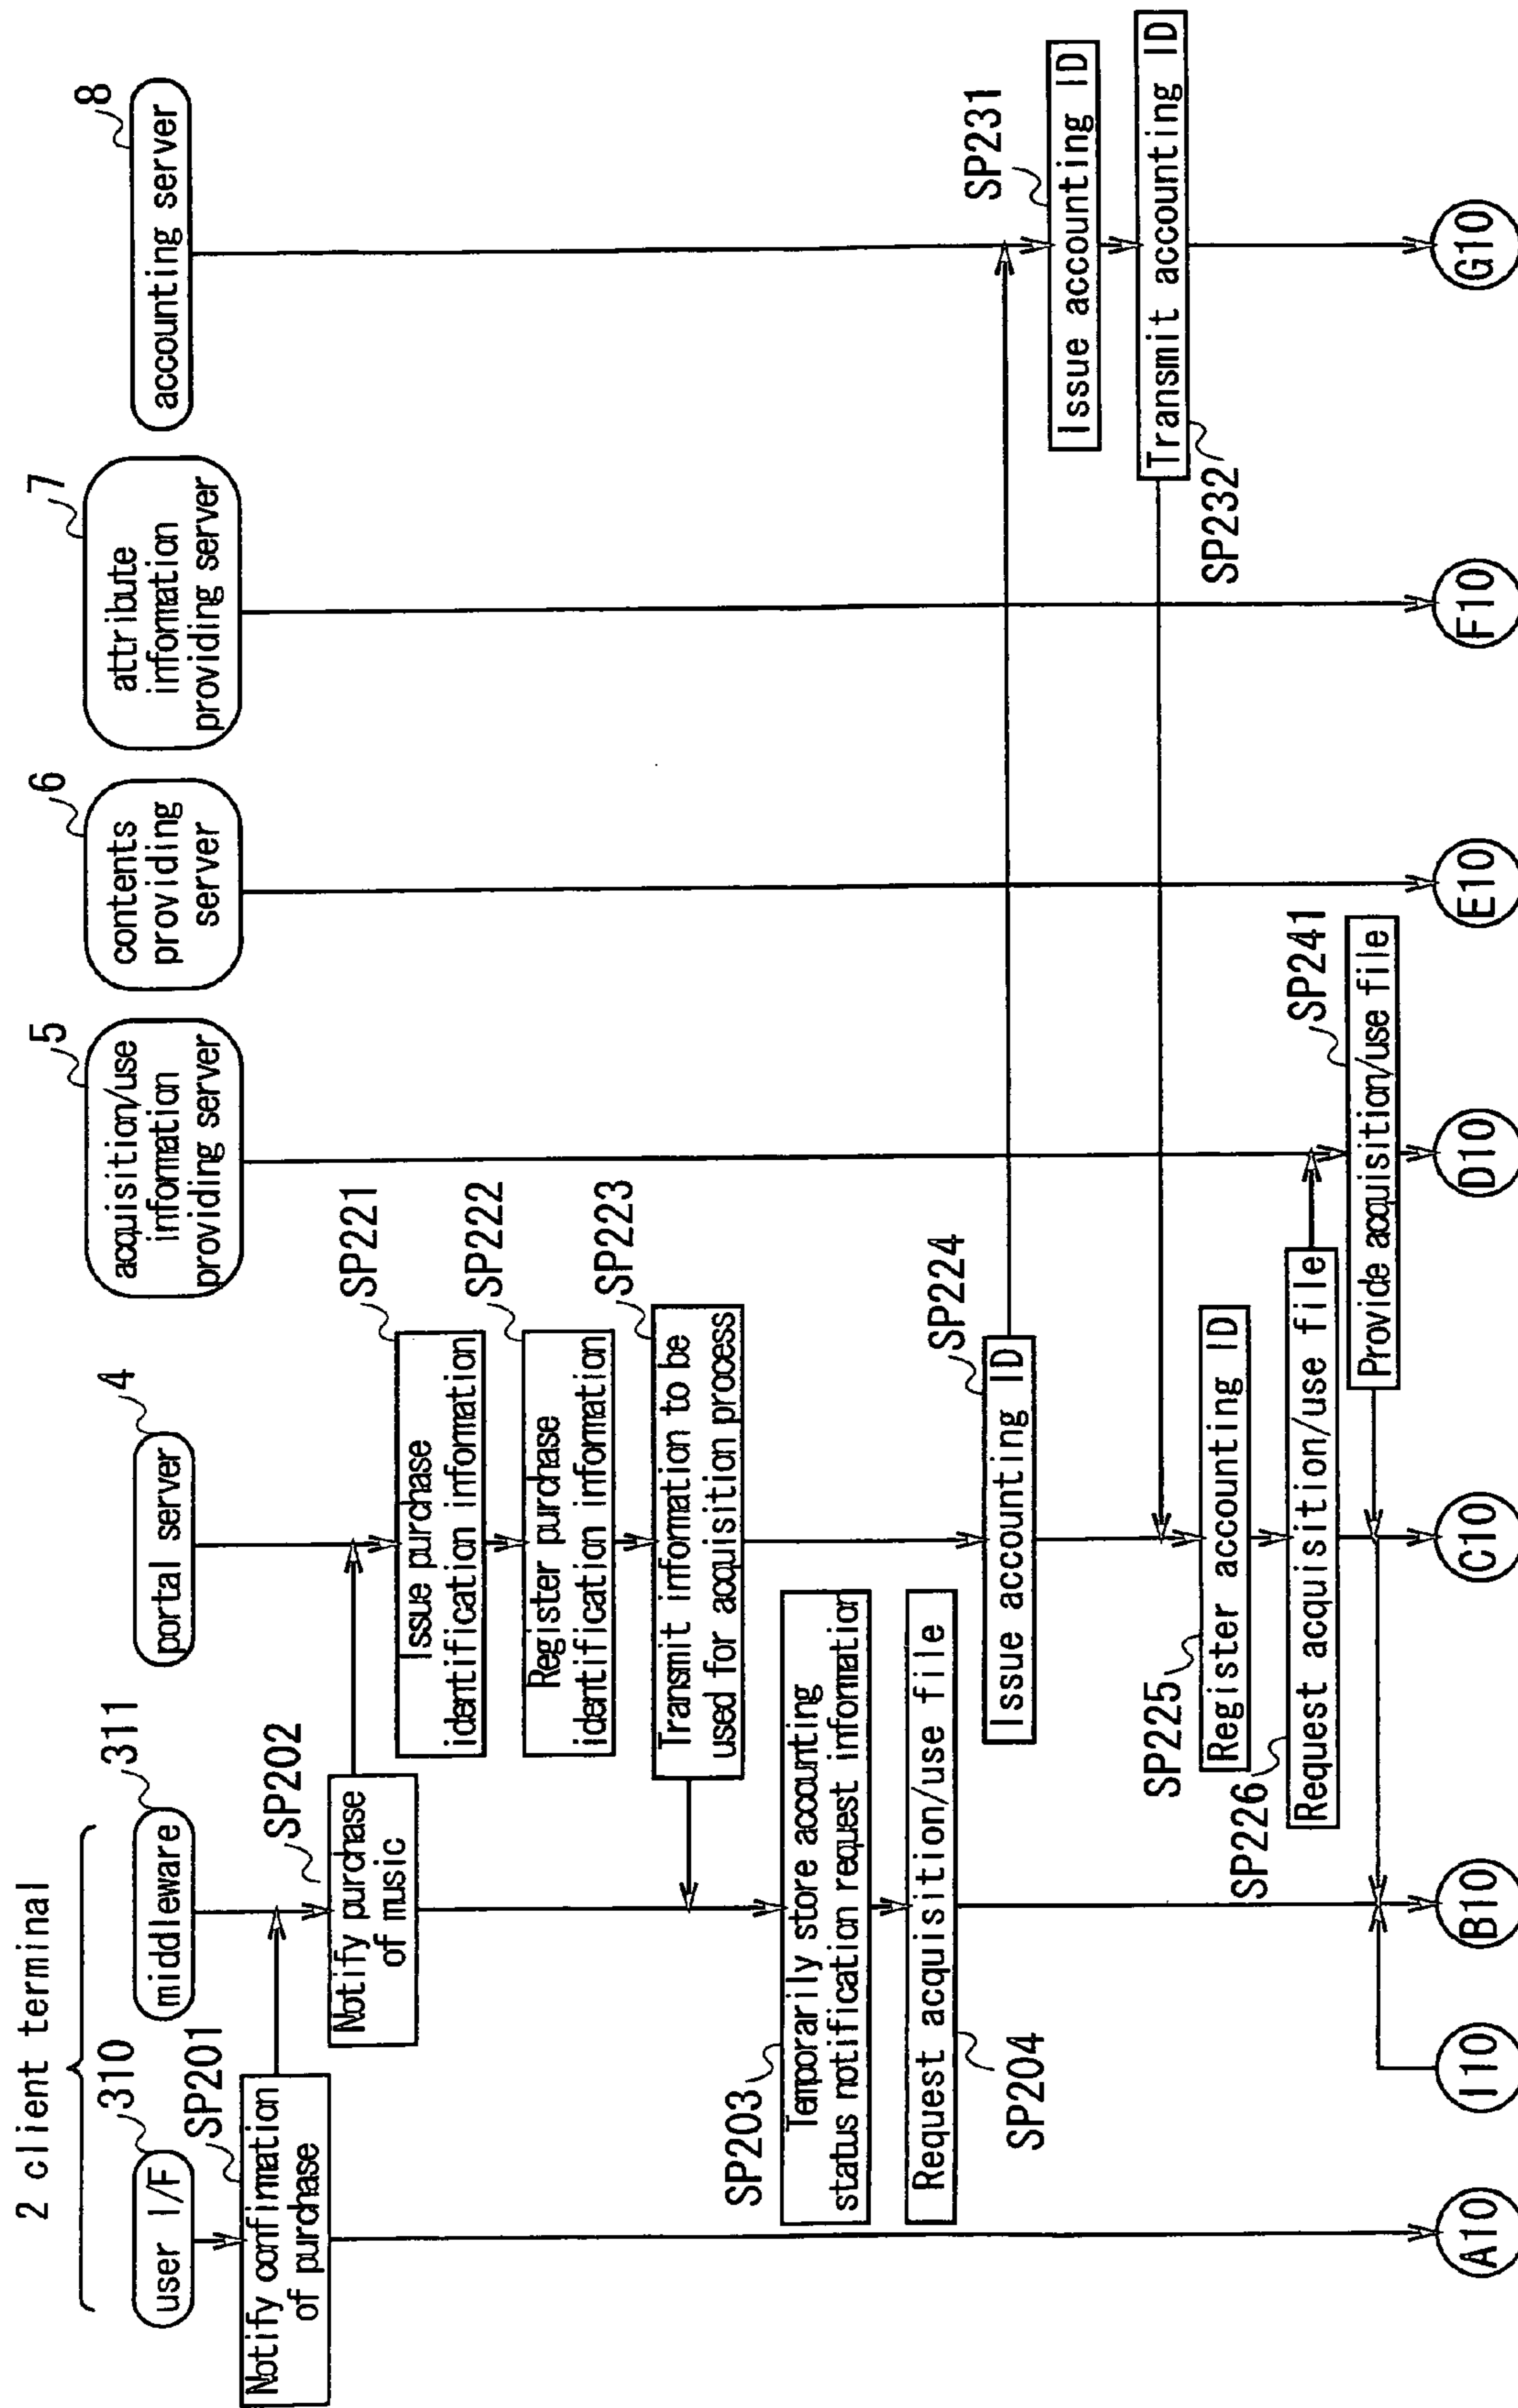 2 client terminal
310
user I/F
311
middleware
4
portal server
5
acquisition/use
information
providing server
6
contents
providing
server
7
attribute
information
providing server
8
accounting server
SP201
Notify confirmation
of purchase
SP202
Notify purchase
of music
SP221
Issue purchase
identification information
SP222
Register purchase
identification information
SP223
Transmit information to be
used for acquisition process
SP203
Temporarily store accounting
status notification request information
Request acquisition/use file
SP204
SP224
Issue accounting ID
SP231
Issue accounting ID
Transmit accounting ID
SP232
SP225
Register accounting ID
SP226
Request acquisition/use file
SP241
Provide acquisition/use file
A10
I10
B10
C10
D10
E10
F10
G10